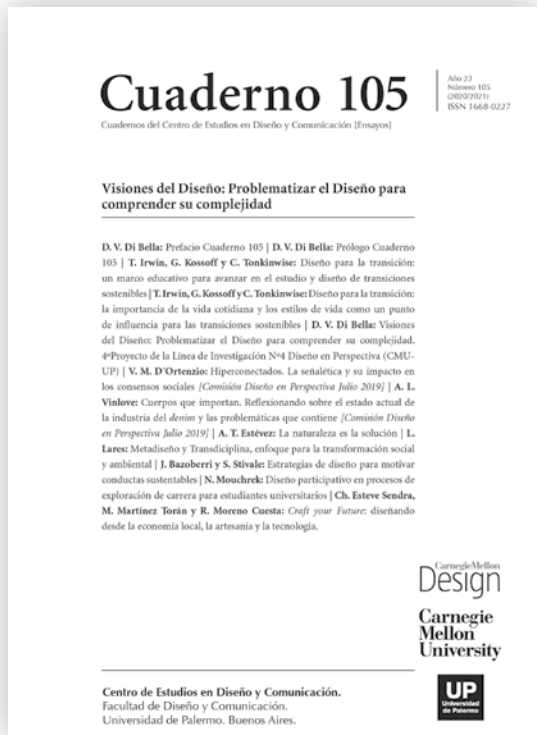 Cuaderno 105
Cuadernos del Centro de Estudios en Diseño y Comunicación [Ensayos]
Año 23
Número 105
(2020/2021)
ISSN 1668-0227
Visiones del Diseño: Problematizar el Diseño para
comprender su complejidad
D. V. Di Bella: Prefacio Cuaderno 105 | D. V. Di Bella: Prólogo Cuaderno
105 | T. Irwin, G. Kossoff y C. Tonkinwise: Diseño para la transición:
un marco educativo para avanzar en el estudio y diseño de transiciones
sostenibles | T. Irwin, G. Kossoff y C. Tonkinwise: Diseño para la transición:
la importancia de la vida cotidiana y los estilos de vida como un punto
de influencia para las transiciones sostenibles | D. V. Di Bella: Visiones
del Diseño: Problematizar el Diseño para comprender su complejidad.
4ºProyecto de la Línea de Investigación Nº4 Diseño en Perspectiva (CMU-
UP) | V. M. D'Ortenzio: Hiperconectados. La señalética y su impacto en
los consensos sociales [Comisión Diseño en Perspectiva Julio 2019] | A. L.
Vinlove: Cuerpos que importan. Reflexionando sobre el estado actual de
la industria del denim y las problemáticas que contiene [Comisión Diseño
en Perspectiva Julio 2019] | A. T. Estévez: La naturaleza es la solución | L.
Lares: Metadiseño y Transdiciplina, enfoque para la transformación social
y ambiental | J. Bazoberri y S. Stivale: Estrategias de diseño para motivar
conductas sustentables | N. Mouchrek: Diseño participativo en procesos de
exploración de carrera para estudiantes universitarios | Ch. Esteve Sendra,
M. Martínez Torán y R. Moreno Cuesta: Craft your Future: diseñando
desde la economía local, la artesanía y la tecnología.
CarnegieMellon
Design
Carnegie
Mellon
University
UP
Universidad
de Palermo
Centro de Estudios en Diseño y Comunicación.
Facultad de Diseño y Comunicación.
Universidad de Palermo. Buenos Aires.